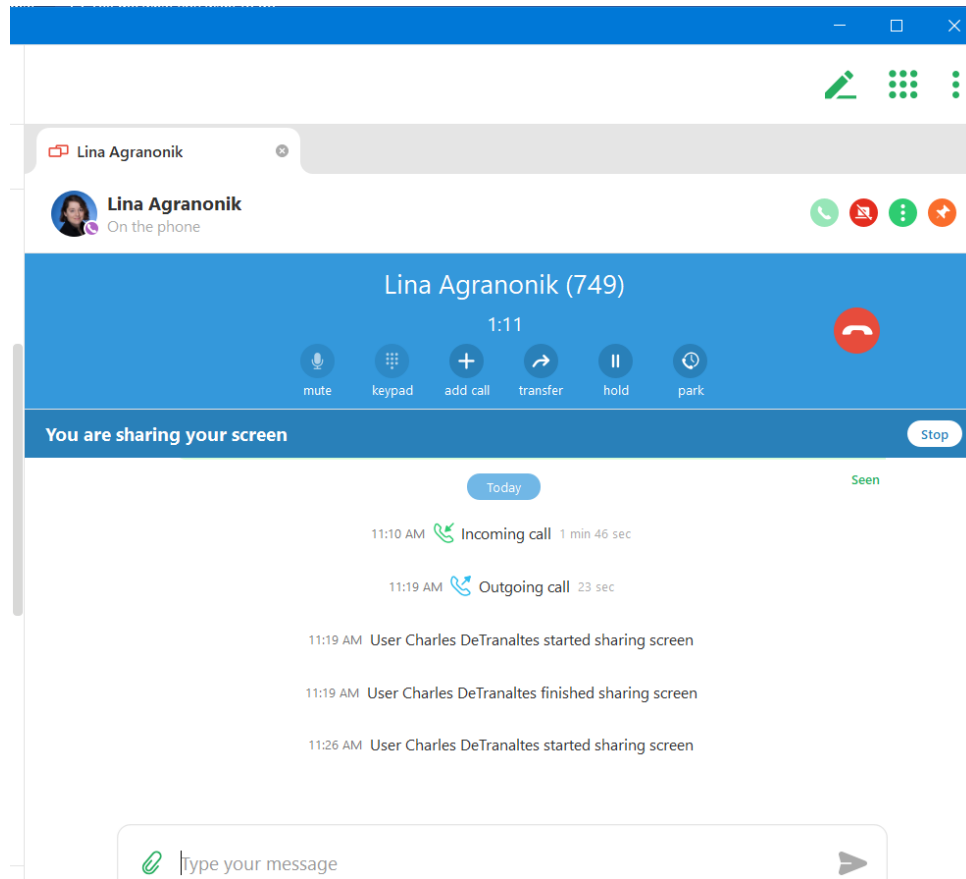 Lina Agranonik
Lina Agranonik
On the phone
Lina Agranonik (749)
1:11
mute keypad add call transfer hold park
You are sharing your screen Stop
Seen
Today
11:10 AM Incoming call 1 min 46 sec
11:19 AM Outgoing call 23 sec
11:19 AM User Charles DeTranaltes started sharing screen
11:19 AM User Charles DeTranaltes finished sharing screen
11:26 AM User Charles DeTranaltes started sharing screen
Type your message